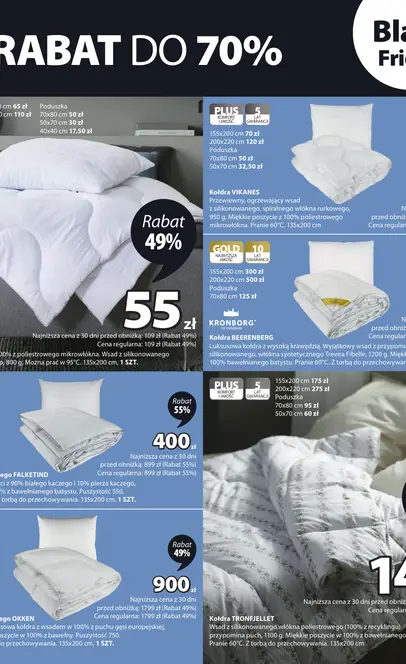 RABAT DO 70%
Bla
Frie
cm 65 zł
cm 110 zł
Poduszka
70x80 cm 50 zł
50x70 cm 30 zł
40x40 cm 17,50 zł
Rabat
49%
55 zł
Najniższa cena z 30 dni przed obniżką: 109 zł (Rabat 49%)
Cena regularna: 109 zł (Rabat 49%)
00% z poliestrowego mikrowłókna. Wsad z silikonowanego
, 800 g. Można prać w 95°C. 135x200 cm, 1 SZT.
PLUS
KOMFORT
I JAKOŚĆ
5
LAT
GWARANCJI
155x200 cm 70 zł
200x220 cm 120 zł
Poduszka
70x80 cm 50 zł
50x70 cm 32,50 zł
Kołdra VIKANES
Przewiewny, ogrzewający wsad
z silikonowanego, spiralnego włókna rurkowego,
950 g. Miękkie poszycie z 100% poliestrowego
mikrowłókna. Pranie 60°C. 135x200 cm
N
przed obniż
Cena regular
GOLD
NAJWYŻSZA
JAKOŚĆ
10
LAT
GWARANCJI
155x200 cm 300 zł
200x220 cm 500 zł
Poduszka
70x80 cm 125 zł
KRONBORG
Kołdra BEERENBERG
Luksusowa kołdra z wysoką krawędzią. Wsad z przypomi
silikonowanego, włókna syntetycznego Trevira Fibelle, 1200 g. Miękk
100% bawełnianego batystu. Pranie 60°C. Z torbą do przechowywan
N
przed obniż
Cena regular
Rabat
55%
400 zł
Najniższa cena z 30 dni
przed obniżką: 899 zł (Rabat 55%)
Cena regularna: 899 zł (Rabat 55%)
ego FALKETIND
ci z 90% białego kaczego i 10% pierza kaczego,
% z bawełnianego batystu. Puszystość 550.
torbą do przechowywania. 135x200 cm, 1 SZT.
Rabat
49%
900 zł
Najniższa cena z 30 dni
przed obniżką: 1799 zł (Rabat 49%)
Cena regularna: 1799 zł (Rabat 49%)
ego OKKEN
sowa kołdra z wsadem w 100% z puchu gęsi europejskiej,
oszycie w 100% z bawełny. Puszystość 750.
do przechowywania. 135x200 cm, 1 SZT.
PLUS
KOMFORT
I JAKOŚĆ
5
LAT
GWARANCJI
155x200 cm 175 zł
200x220 cm 275 zł
Poduszka
70x80 cm 95 zł
50x70 cm 60 zł
14
Najniższa cena z 30 dni przed obniż
Cena regular
Kołdra TRONFJELLET
Wsad z silikonowanego włókna poliestrowego (100% z recyklingu)
przypomina puch, 1100 g. Miękkie poszycie w 100% z bawełniane
Pranie 60°C. Z torbą do przechowywania. 135x200 cm